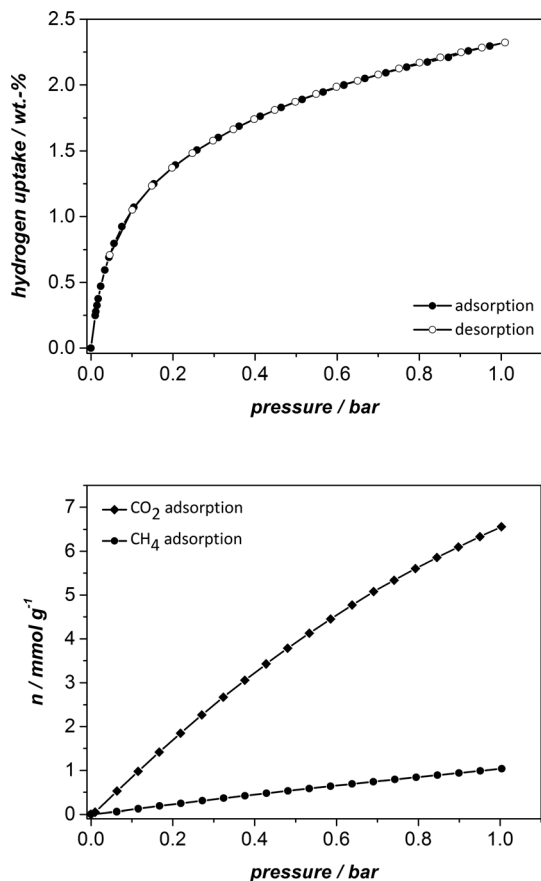 hydrogen uptake / wt.-%
2.5
2.0
1.5
1.0
0.5
0.0
adsorption
desorption
0.0 0.2 0.4 0.6 0.8 1.0
pressure / bar
n / mmol g⁻¹
7
6
5
4
3
2
1
0
CO₂ adsorption
CH₄ adsorption
0.0 0.2 0.4 0.6 0.8 1.0
pressure / bar